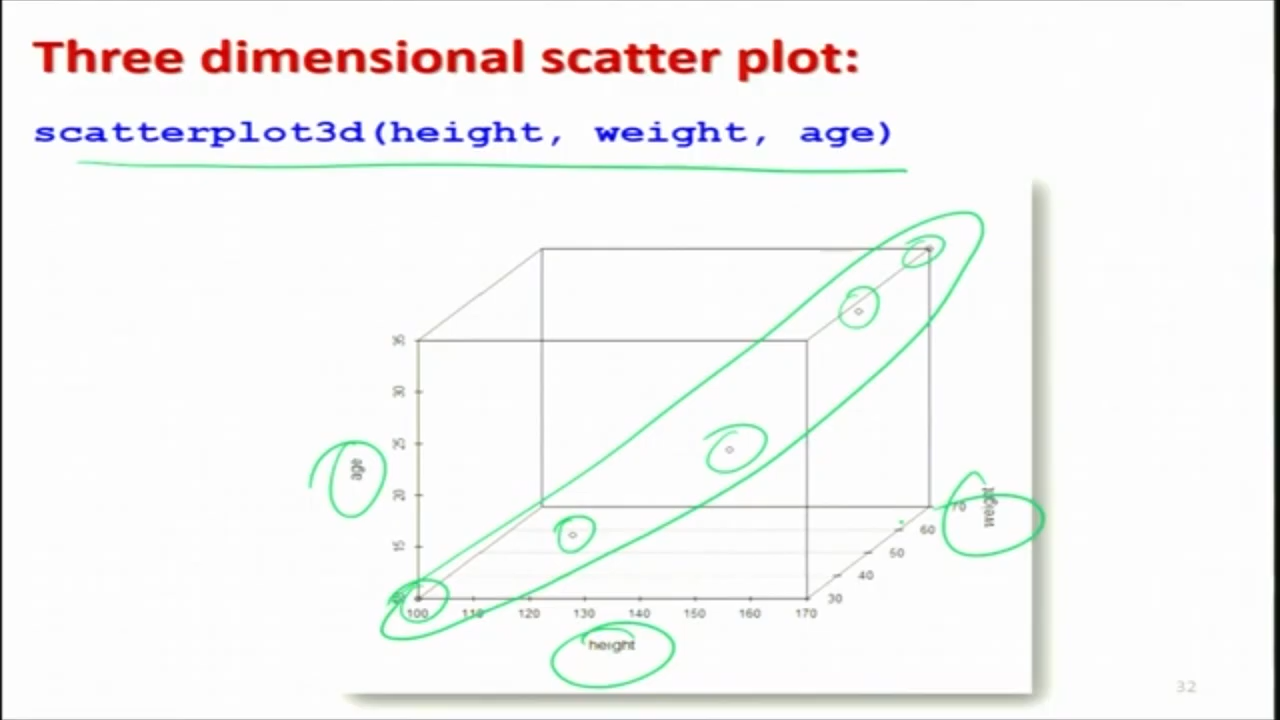 Three dimensional scatter plot:
scatterplot3d(height, weight, age)
35
30
25
20
15
age
100 110 120 130 140 150 160 170
height
30
40
50
60
70
weight
32